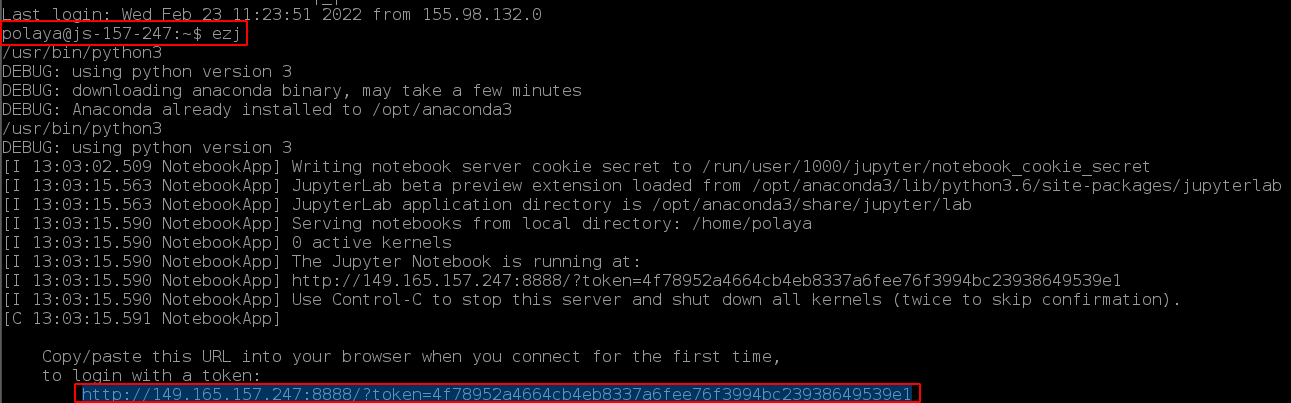 Last login: Wed Feb 23 11:23:51 2022 from 155.98.132.0
polaya@js-157-247:~$ ezj
/usr/bin/python3
DEBUG: using python version 3
DEBUG: downloading anaconda binary, may take a few minutes
DEBUG: Anaconda already installed to /opt/anaconda3
/usr/bin/python3
DEBUG: using python version 3
[I 13:03:02.509 NotebookApp] Writing notebook server cookie secret to /run/user/1000/jupyter/notebook_cookie_secret
[I 13:03:15.563 NotebookApp] JupyterLab beta preview extension loaded from /opt/anaconda3/lib/python3.6/site-packages/jupyterlab
[I 13:03:15.563 NotebookApp] JupyterLab application directory is /opt/anaconda3/share/jupyter/lab
[I 13:03:15.590 NotebookApp] Serving notebooks from local directory: /home/polaya
[I 13:03:15.590 NotebookApp] 0 active kernels
[I 13:03:15.590 NotebookApp] The Jupyter Notebook is running at:
[I 13:03:15.590 NotebookApp] http://149.165.157.247:8888/?token=4f78952a4664cb4eb8337a6fee76f3994bc23938649539e1
[I 13:03:15.590 NotebookApp] Use Control-C to stop this server and shut down all kernels (twice to skip confirmation).
[C 13:03:15.591 NotebookApp]
Copy/paste this URL into your browser when you connect for the first time,
to login with a token:
http://149.165.157.247:8888/?token=4f78952a4664cb4eb8337a6fee76f3994bc23938649539e1